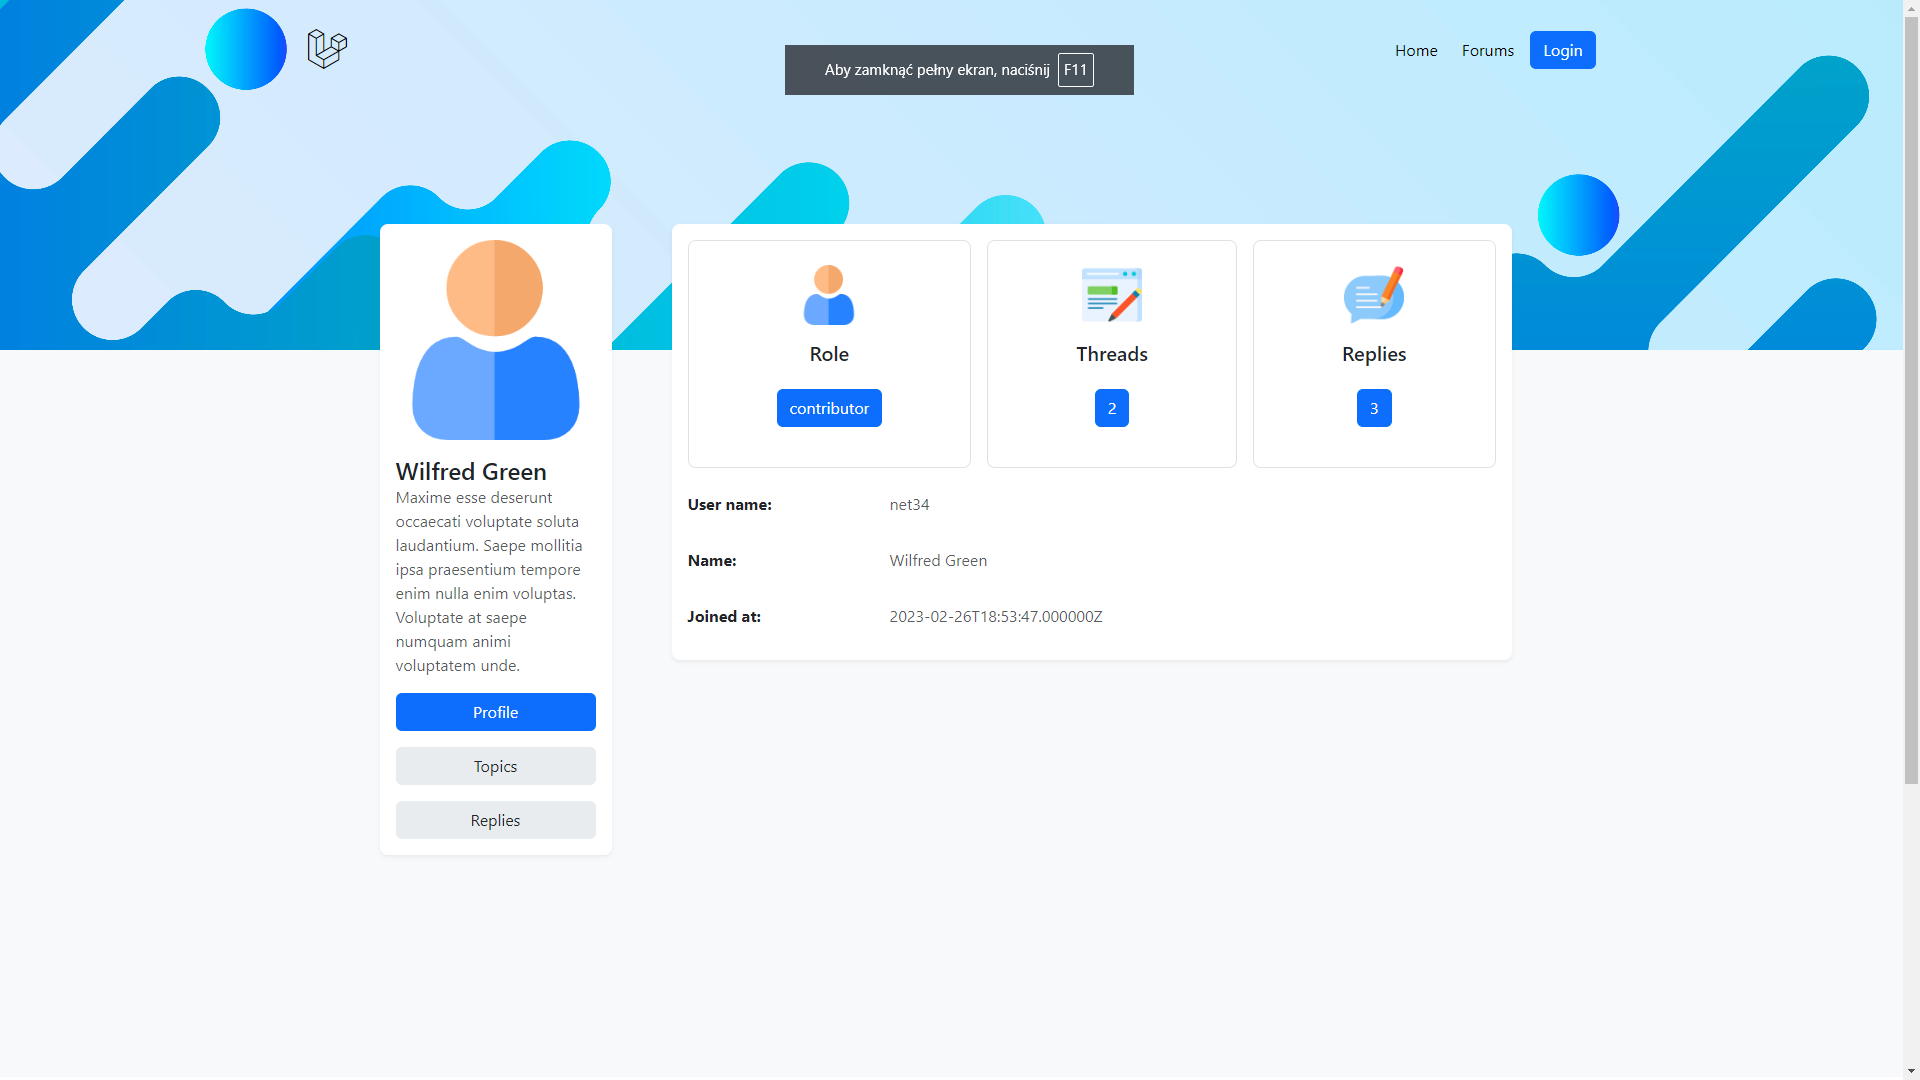 Home
Forums
Login
Aby zamknąć pełny ekran, naciśnij F11
Wilfred Green
Maxime esse deserunt
occaecati voluptate soluta
laudantium. Saepe mollitia
ipsa praesentium tempore
enim nulla enim voluptas.
Voluptate at saepe
numquam animi
voluptatem unde.
Profile
Topics
Replies
Role
contributor
Threads
2
Replies
3
User name: net34
Name: Wilfred Green
Joined at: 2023-02-26T18:53:47.000000Z